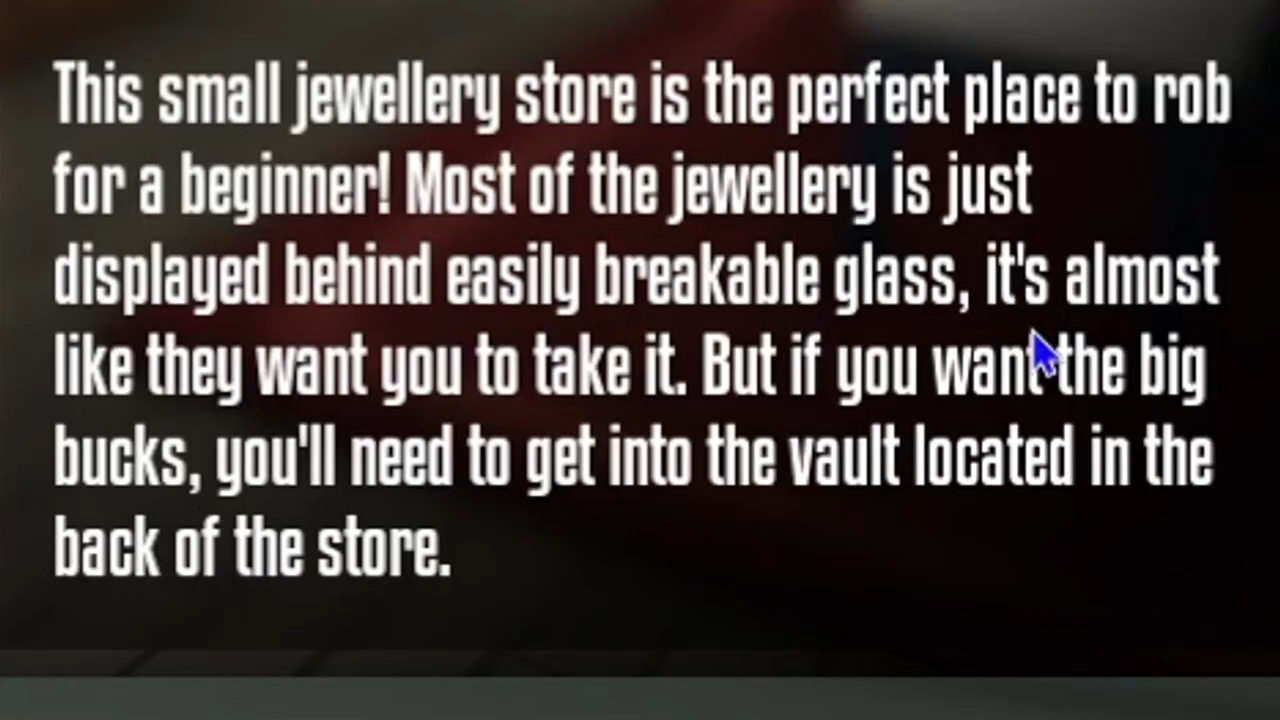 This small jewellery store is the perfect place to rob
for a beginner! Most of the jewellery is just
displayed behind easily breakable glass, it's almost
like they want you to take it. But if you want the big
bucks, you'll need to get into the vault located in the
back of the store.